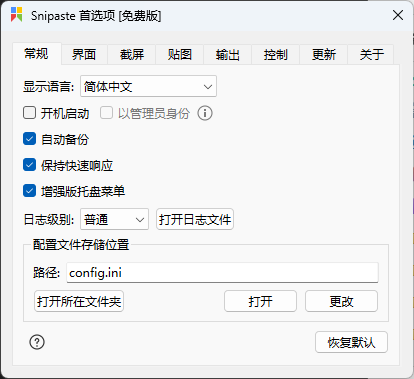 Snipaste 首选项 [免费版]
常规 界面 截屏 贴图 输出 控制 更新 关于
显示语言: 简体中文
开机启动 以管理员身份
自动备份
保持快速响应
增强版托盘菜单
日志级别: 普通 打开日志文件
配置文件存储位置
路径: config.ini
打开所在文件夹 打开 更改
恢复默认